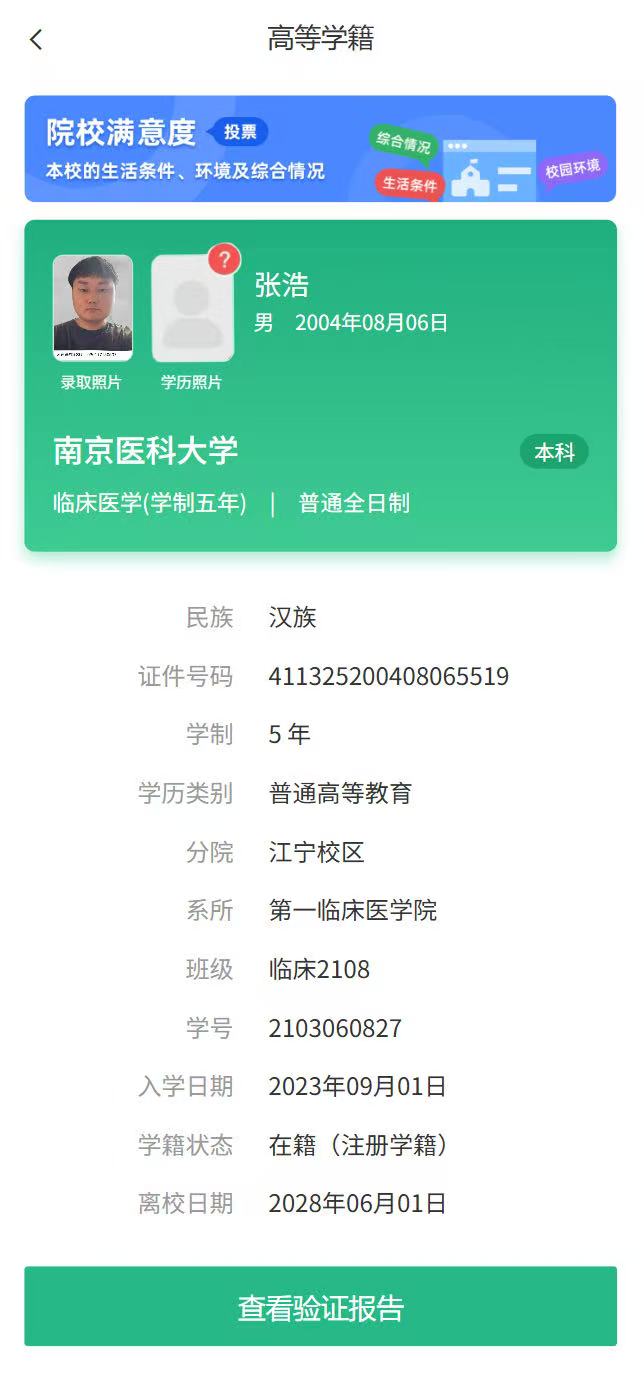 高等学籍
院校满意度 投票
本校的生活条件、环境及综合情况
综合情况
生活条件
校园环境
?
张浩
男 2004年08月06日
录取照片 学历照片
南京医科大学 本科
临床医学(学制五年) | 普通全日制
民族 汉族
证件号码 411325200408065519
学制 5 年
学历类别 普通高等教育
分院 江宁校区
系所 第一临床医学院
班级 临床2108
学号 2103060827
入学日期 2023年09月01日
学籍状态 在籍（注册学籍）
离校日期 2028年06月01日
查看验证报告